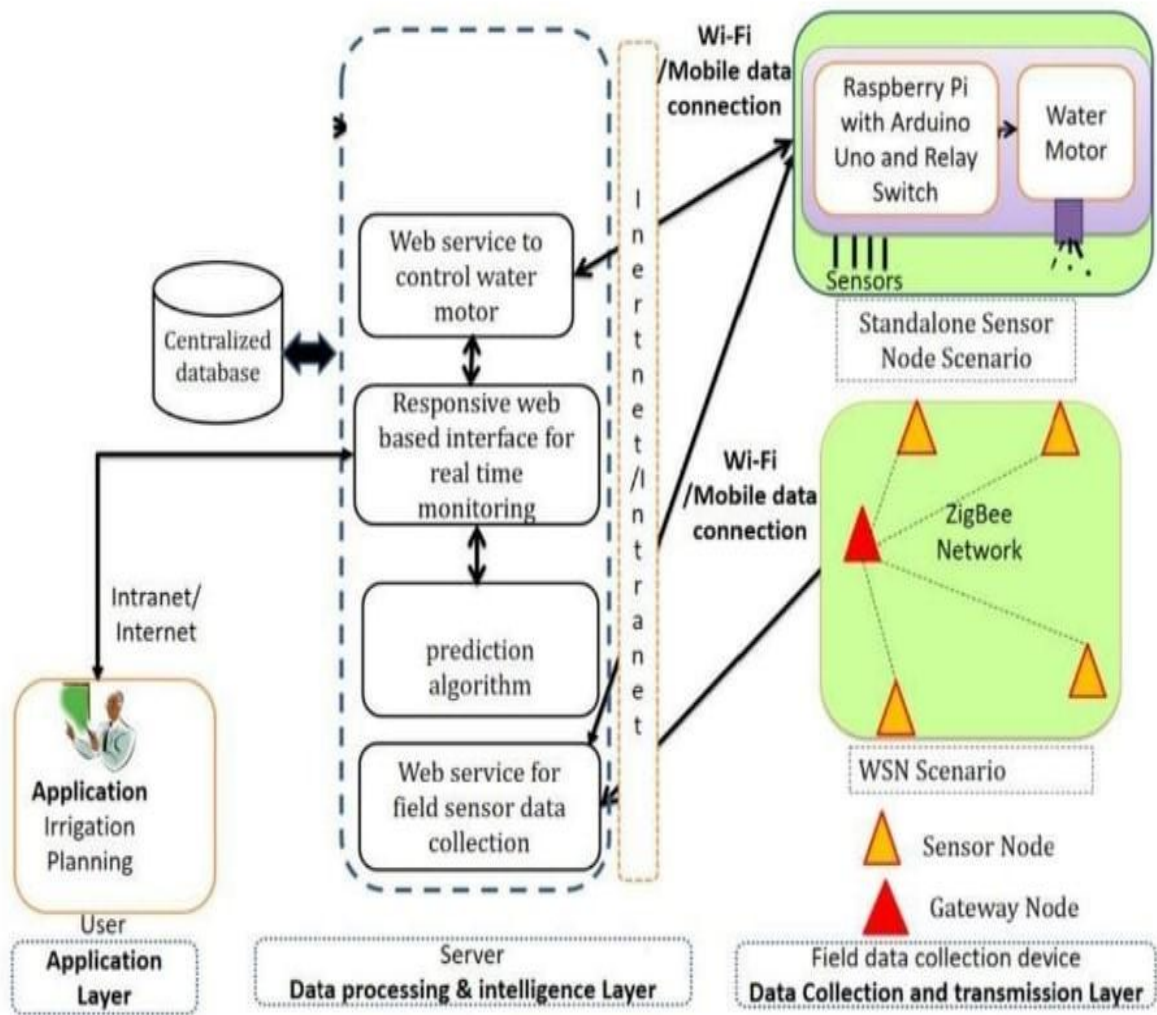 Wi-Fi
/Mobile data
connection
Raspberry Pi
with Arduino
Uno and Relay
Switch
Water
Motor
Sensors
Standalone Sensor
Node Scenario
Web service to
control water
motor
Centralized
database
Responsive web
based interface for
real time
monitoring
Inertnet/Intranet
Wi-Fi
/Mobile data
connection
ZigBee
Network
Intranet/
Internet
prediction
algorithm
Web service for
field sensor data
collection
WSN Scenario
Application
Irrigation
Planning
Sensor Node
Gateway Node
User
Application
Layer
Server
Data processing & intelligence Layer
Field data collection device
Data Collection and transmission Layer